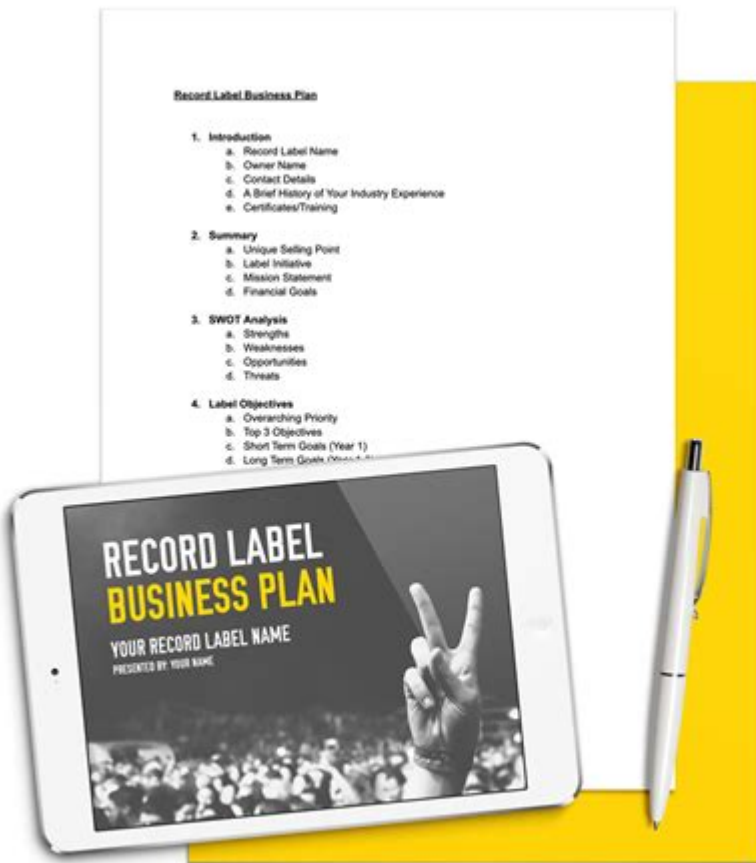 Record Label Business Plan
1. Introduction
a. Record Label Name
b. Owner Name
c. Contact Details
d. A Brief History of Your Industry Experience
e. Certificates/Training
2. Summary
a. Unique Selling Point
b. Label Initiative
c. Mission Statement
d. Financial Goals
3. SWOT Analysis
a. Strengths
b. Weaknesses
c. Opportunities
d. Threats
4. Label Objectives
a. Overarching Priority
b. Top 3 Objectives
c. Short Term Goals (Year 1)
d. Long Term Goals
RECORD LABEL
BUSINESS PLAN
YOUR RECORD LABEL NAME
PRESENTED BY: YOUR NAME